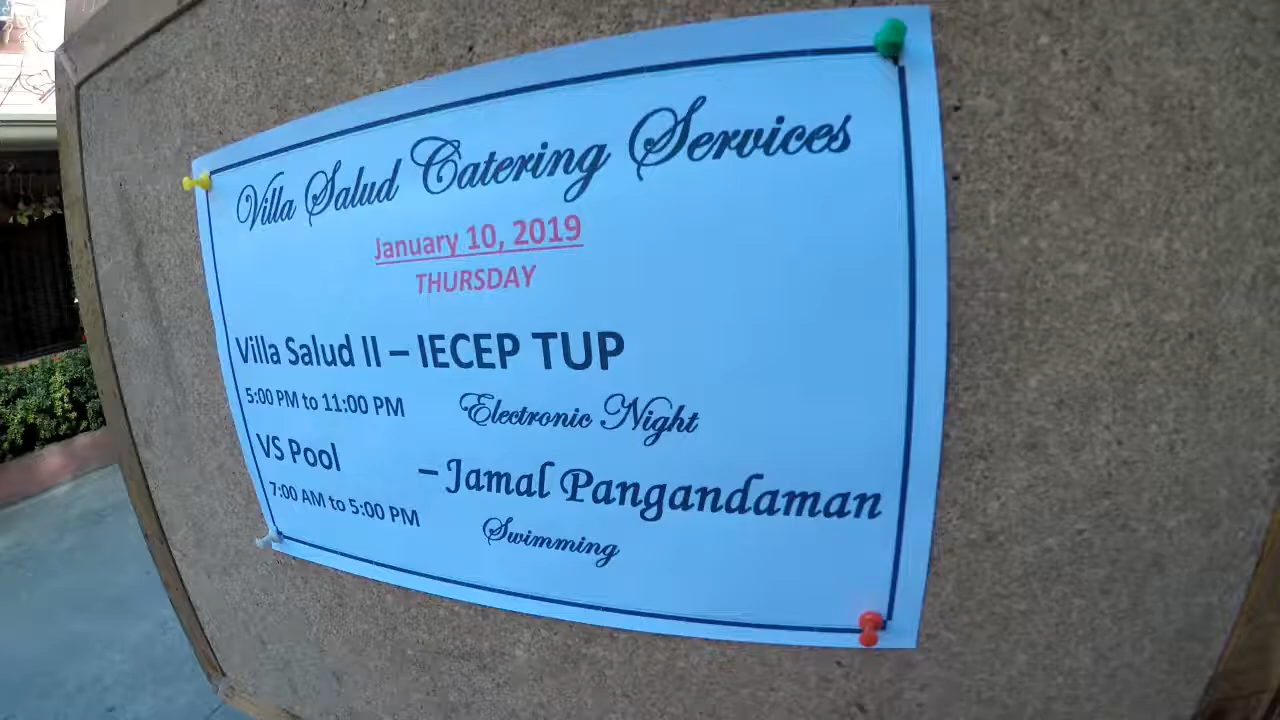 Villa Salud Catering Services
January 10, 2019
THURSDAY
Villa Salud II – IECEP TUP
5:00 PM to 11:00 PM Electronic Night
VS Pool – Jamal Pangandaman
7:00 AM to 5:00 PM Swimming